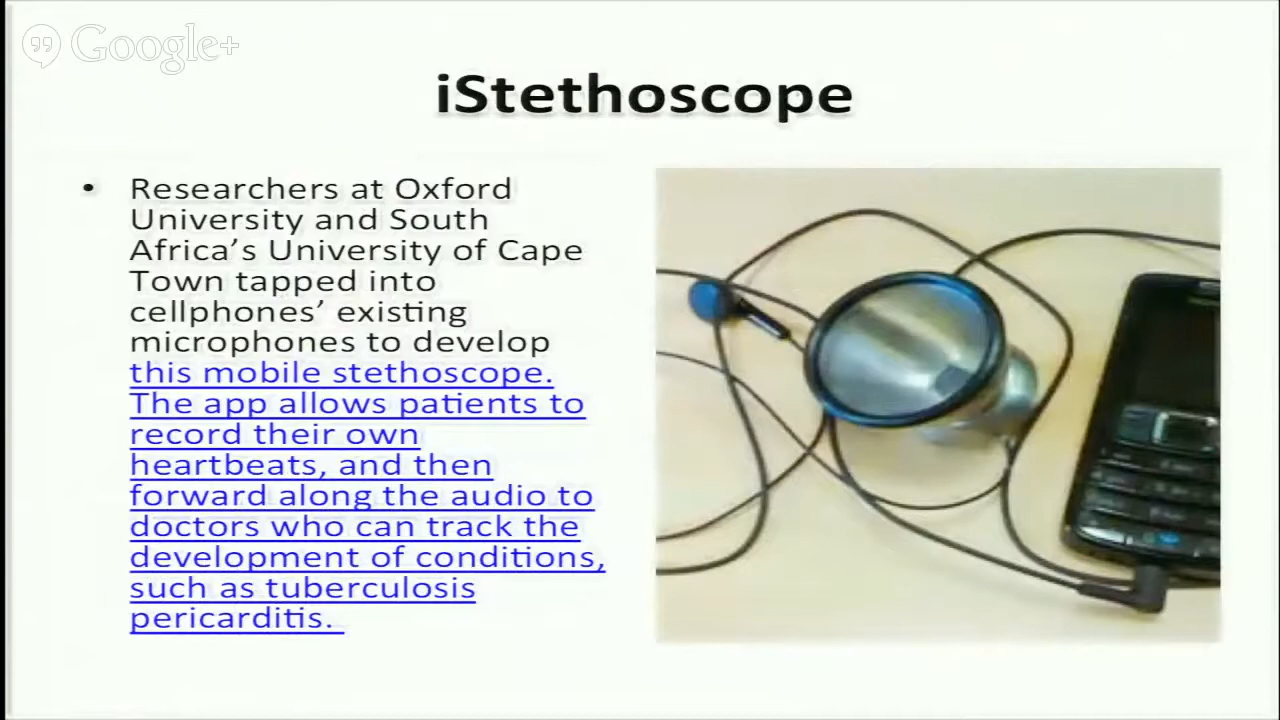 Google+
iStethoscope
• Researchers at Oxford
University and South
Africa’s University of Cape
Town tapped into
cellphones’ existing
microphones to develop
this mobile stethoscope.
The app allows patients to
record their own
heartbeats, and then
forward along the audio to
doctors who can track the
development of conditions,
such as tuberculosis
pericarditis.